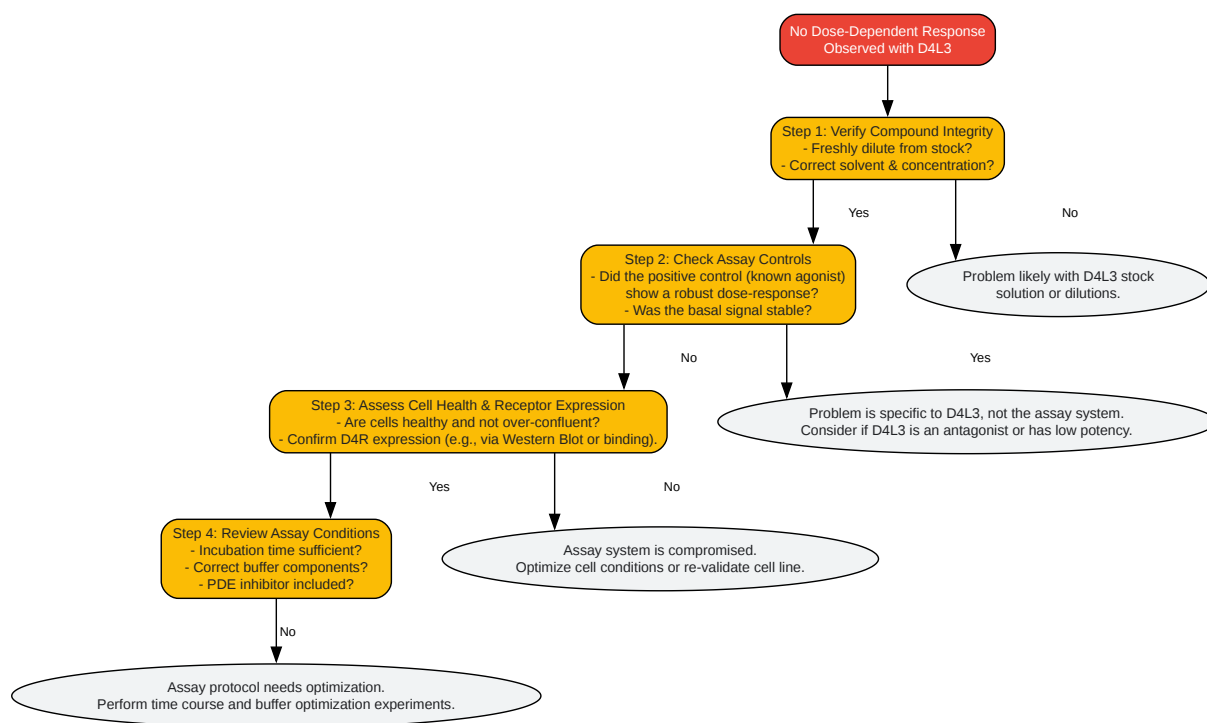 No Dose-Dependent Response
Observed with D4L3
Step 1: Verify Compound Integrity
- Freshly dilute from stock?
- Correct solvent & concentration?
Yes
No
Step 2: Check Assay Controls
- Did the positive control (known agonist)
show a robust dose-response?
- Was the basal signal stable?
Problem likely with D4L3 stock
solution or dilutions.
No
Yes
Step 3: Assess Cell Health & Receptor Expression
- Are cells healthy and not over-confluent?
- Confirm D4R expression (e.g., via Western Blot or binding).
Problem is specific to D4L3, not the assay system.
Consider if D4L3 is an antagonist or has low potency.
Yes
No
Step 4: Review Assay Conditions
- Incubation time sufficient?
- Correct buffer components?
- PDE inhibitor included?
Assay system is compromised.
Optimize cell conditions or re-validate cell line.
No
Assay protocol needs optimization.
Perform time course and buffer optimization experiments.